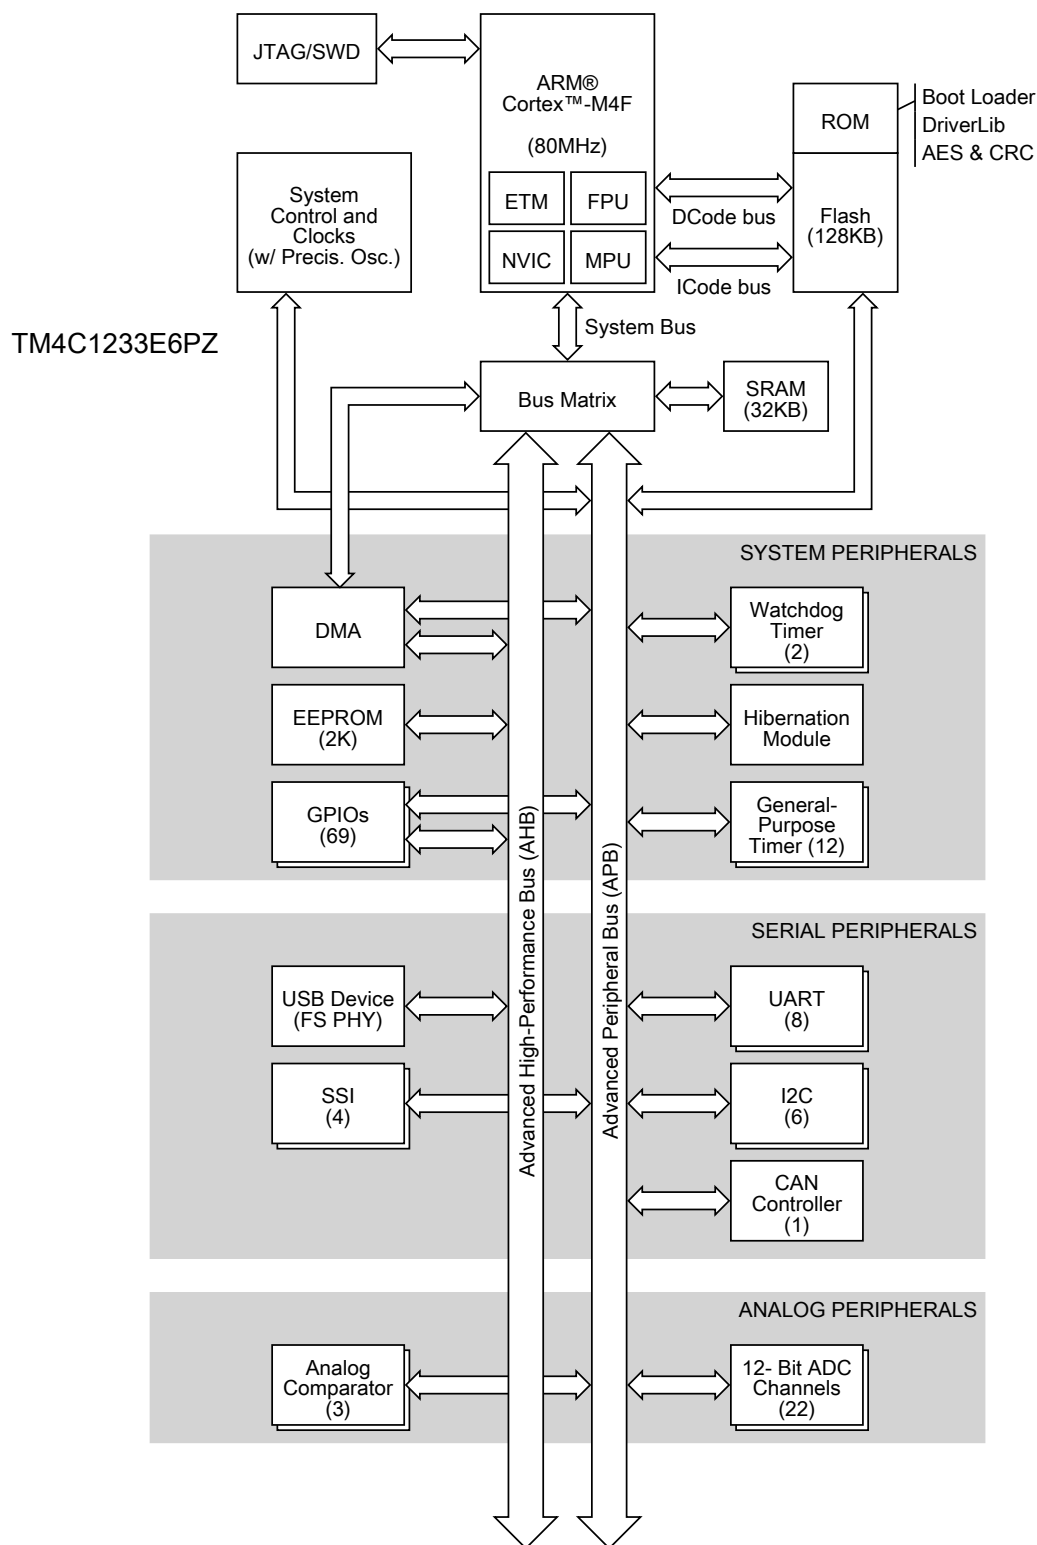 JTAG/SWD
ARM®
Cortex™-M4F
(80MHz)
ETM
FPU
NVIC
MPU
ROM
Boot Loader
DriverLib
AES & CRC
Flash
(128KB)
DCode bus
ICode bus
System
Control and
Clocks
(w/ Precis. Osc.)
TM4C1233E6PZ
System Bus
Bus Matrix
SRAM
(32KB)
SYSTEM PERIPHERALS
DMA
Watchdog
Timer
(2)
EEPROM
(2K)
Hibernation
Module
GPIOs
(69)
General-
Purpose
Timer (12)
Advanced High-Performance Bus (AHB)
Advanced Peripheral Bus (APB)
SERIAL PERIPHERALS
USB Device
(FS PHY)
UART
(8)
SSI
(4)
I2C
(6)
CAN
Controller
(1)
ANALOG PERIPHERALS
Analog
Comparator
(3)
12- Bit ADC
Channels
(22)